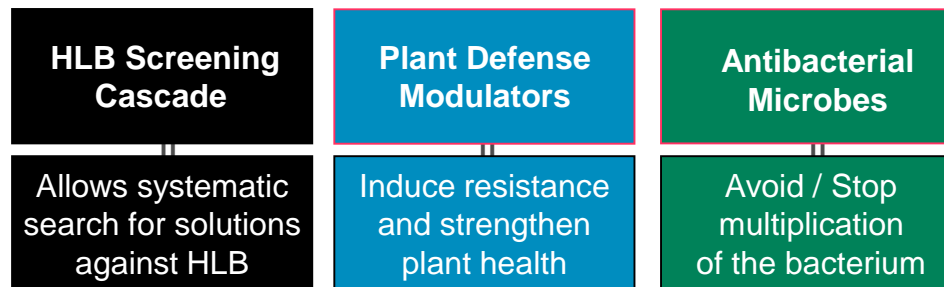 HLB Screening
Cascade
Allows systematic
search for solutions
against HLB
Plant Defense
Modulators
Induce resistance
and strengthen
plant health
Antibacterial
Microbes
Avoid / Stop
multiplication
of the bacterium